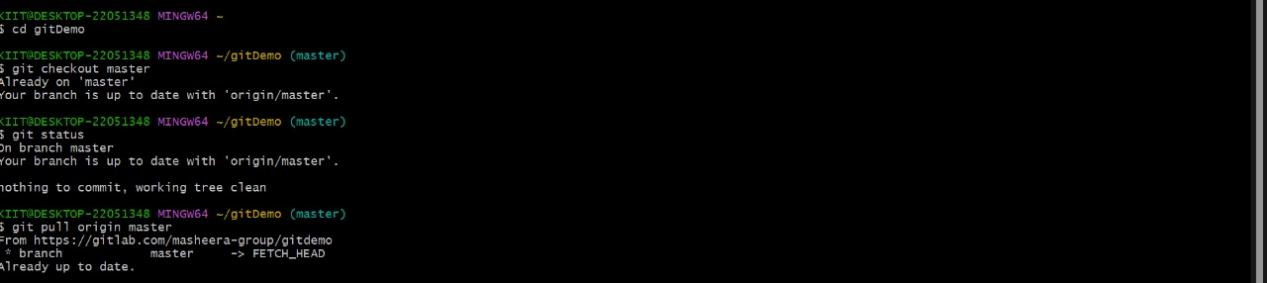 KIIT@DESKTOP-22051348 MINGW64 ~
$ cd gitDemo
KIIT@DESKTOP-22051348 MINGW64 ~/gitDemo (master)
$ git checkout master
Already on 'master'
Your branch is up to date with 'origin/master'.
KIIT@DESKTOP-22051348 MINGW64 ~/gitDemo (master)
$ git status
On branch master
Your branch is up to date with 'origin/master'.
nothing to commit, working tree clean
KIIT@DESKTOP-22051348 MINGW64 ~/gitDemo (master)
$ git pull origin master
From https://gitlab.com/masheera-group/gitdemo
 * branch            master     -> FETCH_HEAD
Already up to date.